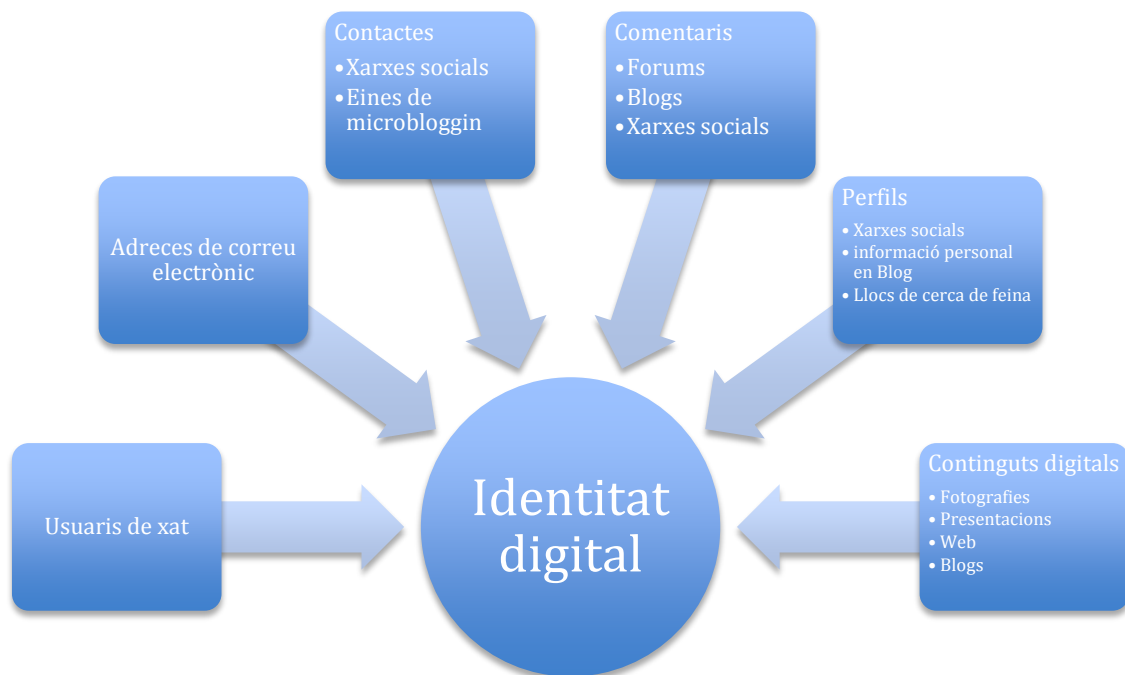 Contactes
•Xarxes socials
•Eines de
microbloggin
Comentaris
•Forums
•Blogs
•Xarxes socials
Adreces de correu
electrònic
Perfils
• Xarxes socials
• informació personal
en Blog
• Llocs de cerca de feina
Usuaris de xat
Identitat
digital
Continguts digitals
• Fotografies
• Presentacions
• Web
• Blogs